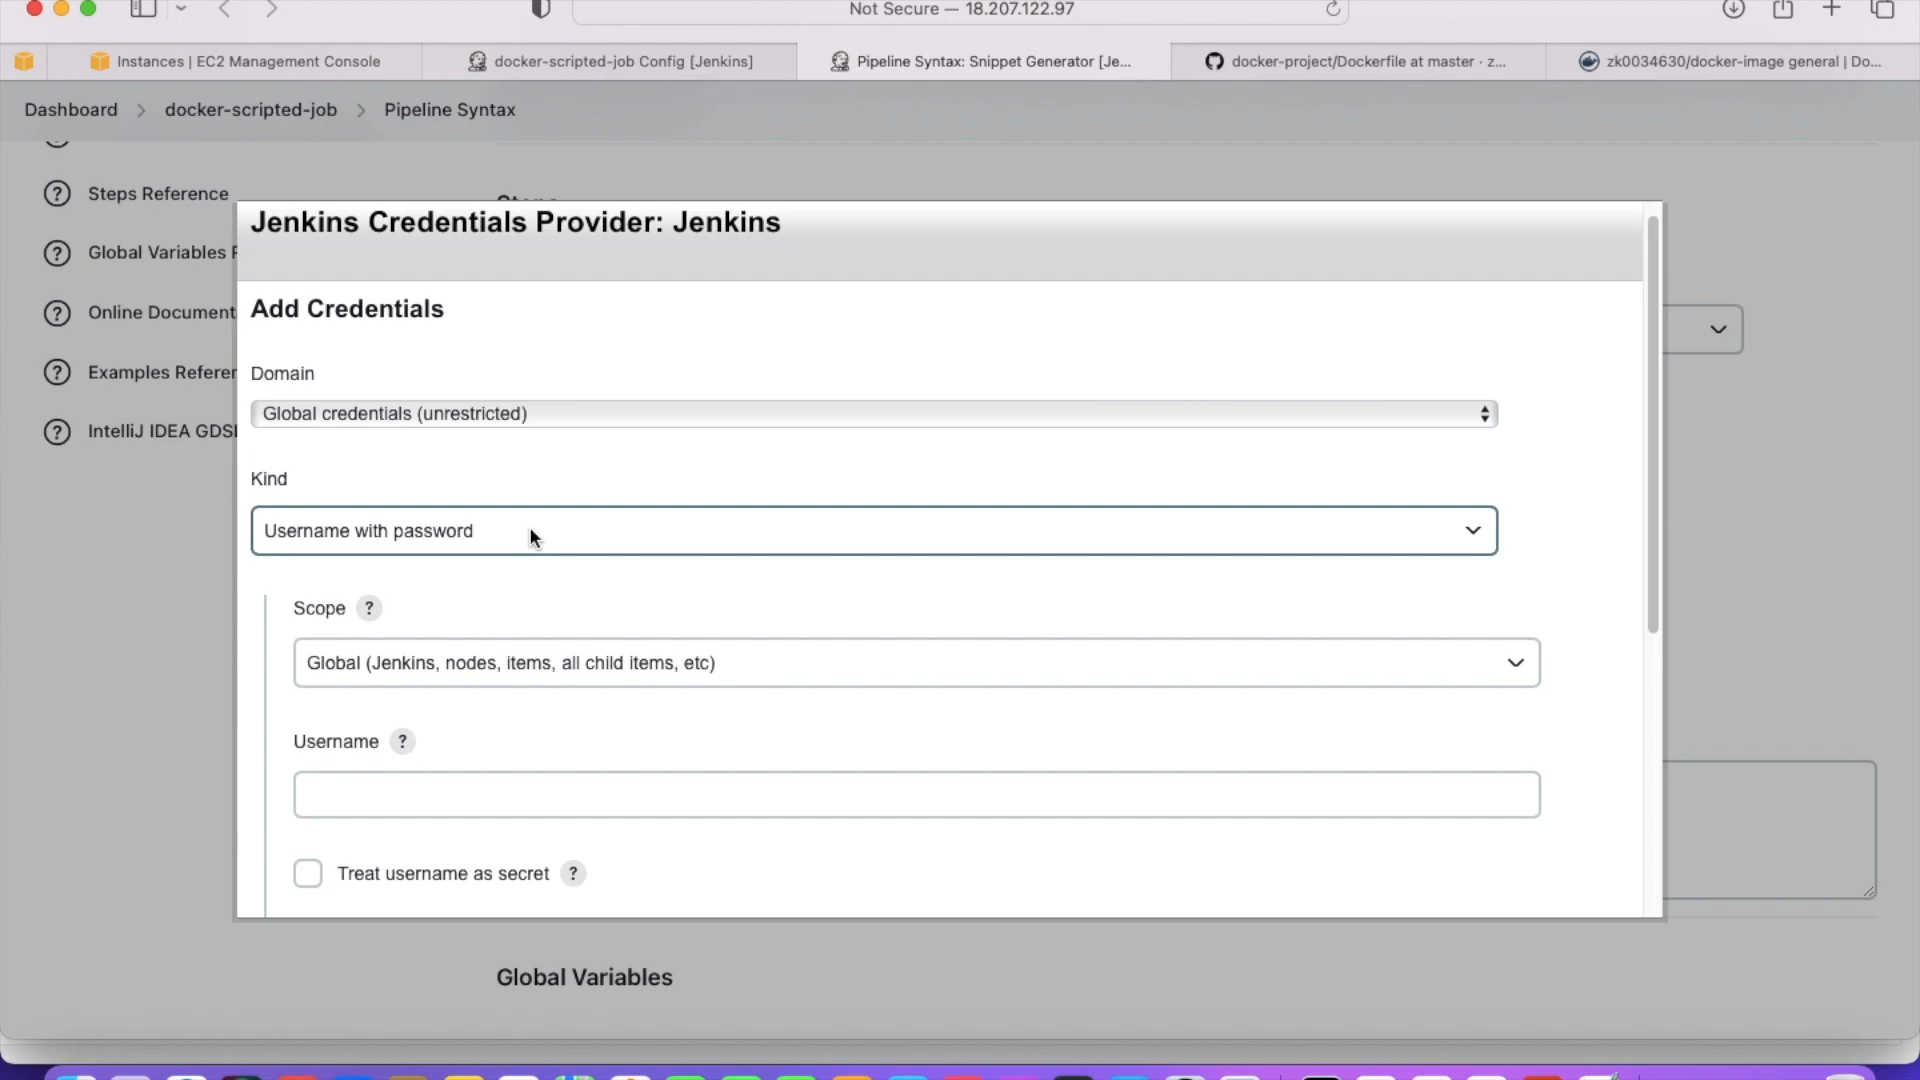 Not Secure — 18.207.122.97
Instances | EC2 Management Console
docker-scripted-job Config [Jenkins]
Pipeline Syntax: Snippet Generator [Je...
docker-project/Dockerfile at master · z...
zk0034630/docker-image general | Do...
Dashboard > docker-scripted-job > Pipeline Syntax
Steps Reference
Global Variables
Online Document
Examples Referen
IntelliJ IDEA GDSL
Steps
Jenkins Credentials Provider: Jenkins
Add Credentials
Domain
Global credentials (unrestricted)
Kind
Username with password
Scope ?
Global (Jenkins, nodes, items, all child items, etc)
Username ?
Treat username as secret ?
Global Variables